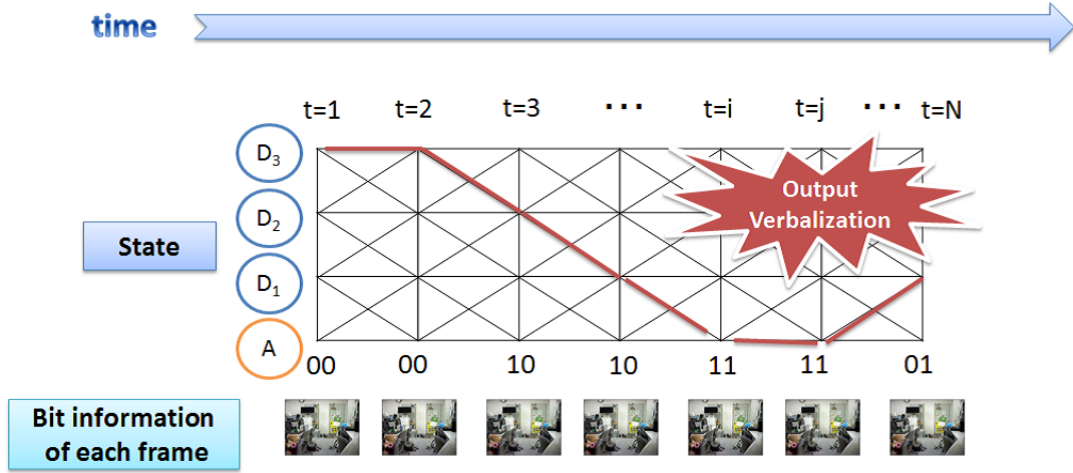 time
t=1 t=2 t=3 ··· t=i t=j ··· t=N
D3
Output
Verbalization
D2
State
D1
A
00 00 10 10 11 11 01
Bit information
of each frame